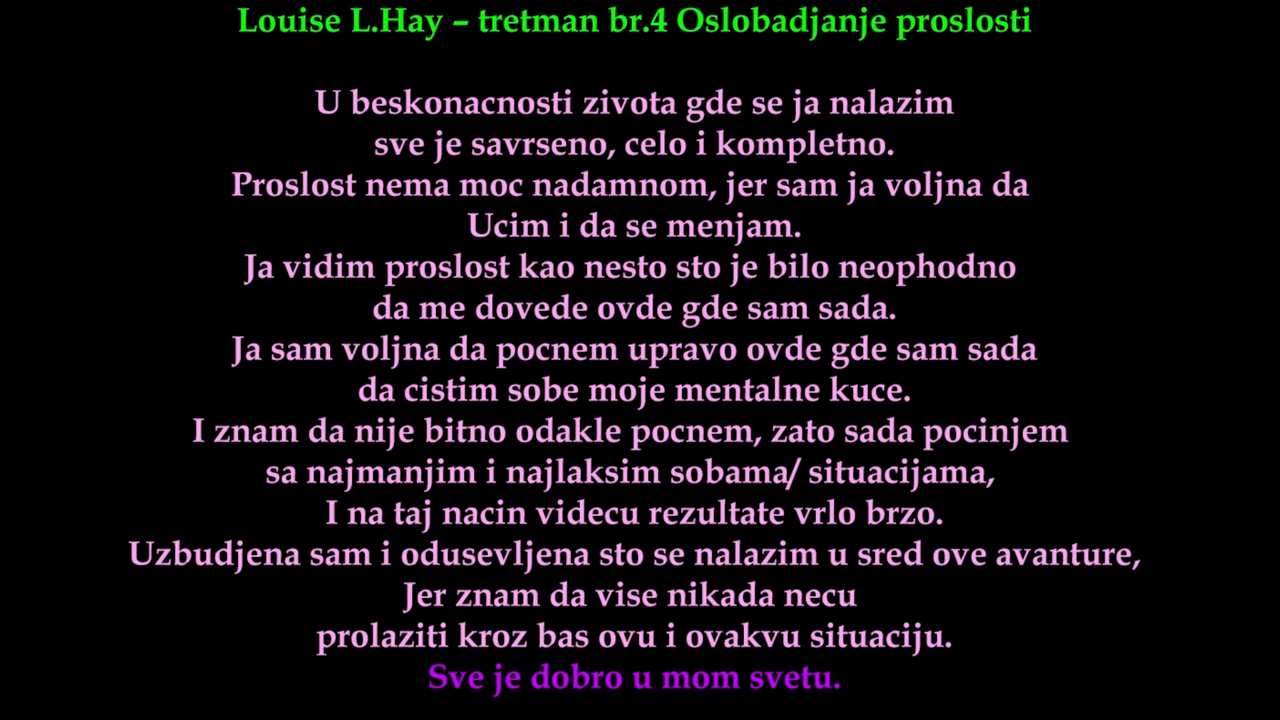 Louise L.Hay – tretman br.4 Oslobadjanje proslosti
U beskonacnosti zivota gde se ja nalazim
sve je savrseno, celo i kompletno.
Proslost nema moc nadamnom, jer sam ja voljna da
Ucim i da se menjam.
Ja vidim proslost kao nesto sto je bilo neophodno
da me dovede ovde gde sam sada.
Ja sam voljna da pocnem upravo ovde gde sam sada
da cistim sobe moje mentalne kuce.
I znam da nije bitno odakle pocnem, zato sada pocinjem
sa najmanjim i najlaksim sobama/ situacijama,
I na taj nacin videcu rezultate vrlo brzo.
Uzbudjena sam i odusevljena sto se nalazim u sred ove avanture,
Jer znam da vise nikada necu
prolaziti kroz bas ovu i ovakvu situaciju.
Sve je dobro u mom svetu.